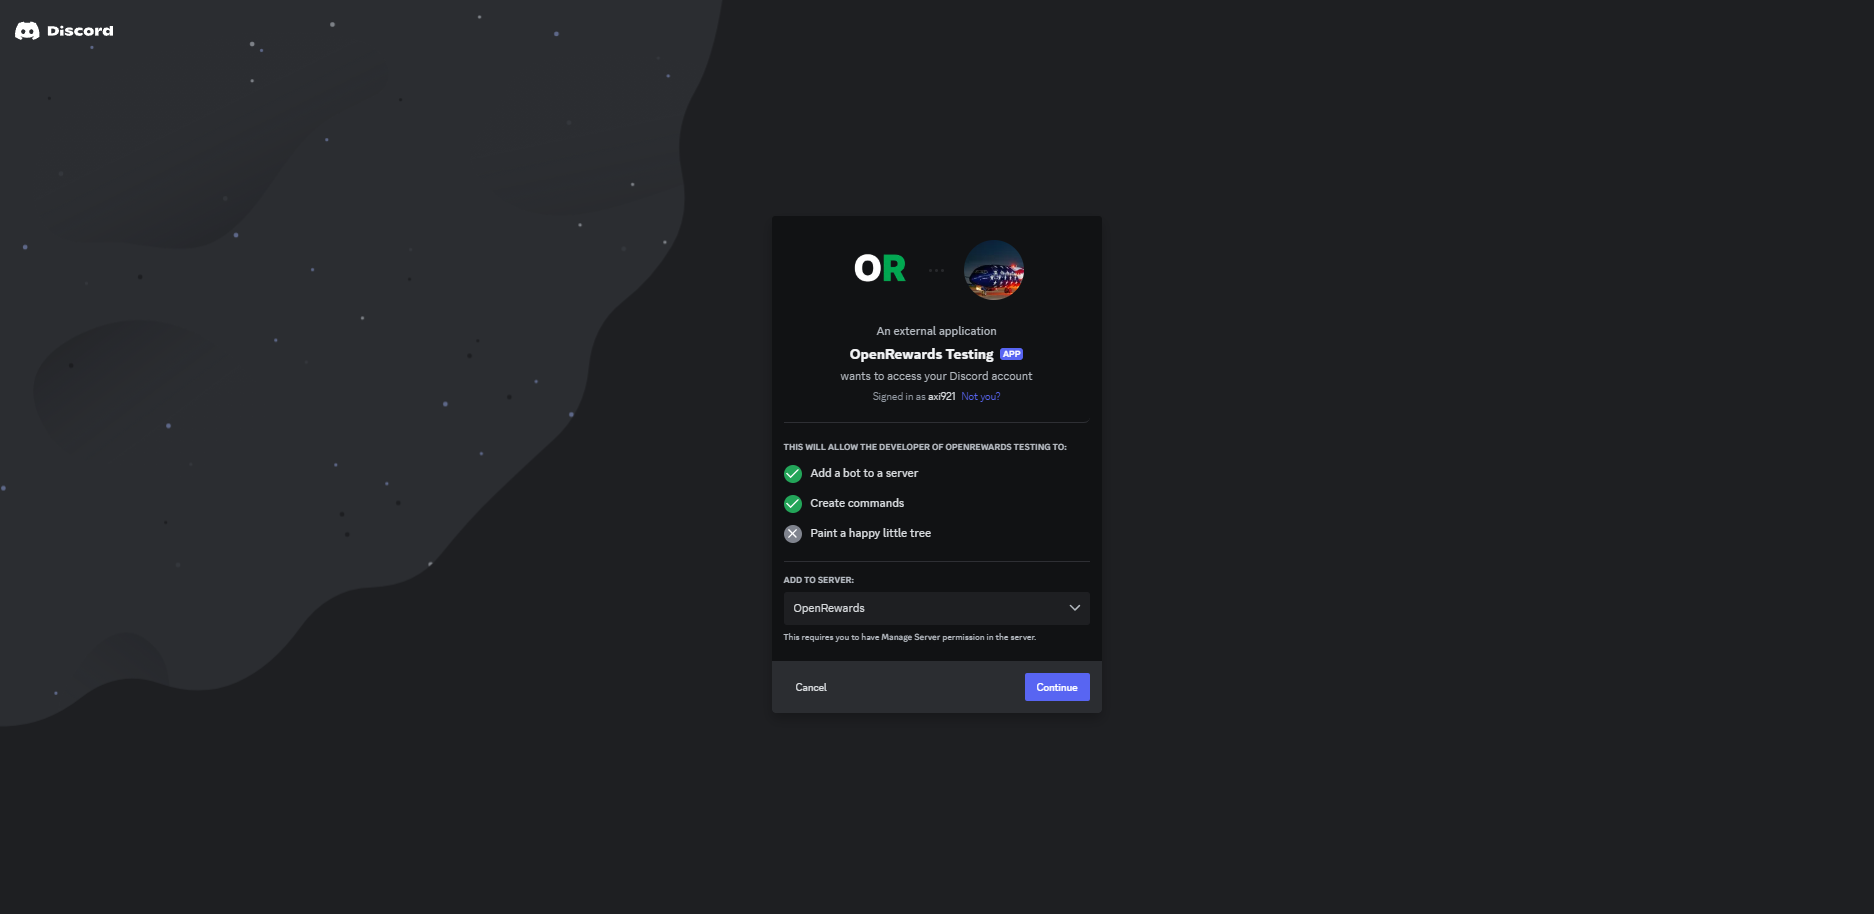 Discord
OR
An external application
OpenRewards Testing APP
wants to access your Discord account
Signed in as axi921 Not you?
THIS WILL ALLOW THE DEVELOPER OF OPENREWARDS TESTING TO:
Add a bot to a server
Create commands
Paint a happy little tree
ADD TO SERVER:
OpenRewards
This requires you to have Manage Server permission in the server.
Cancel
Continue